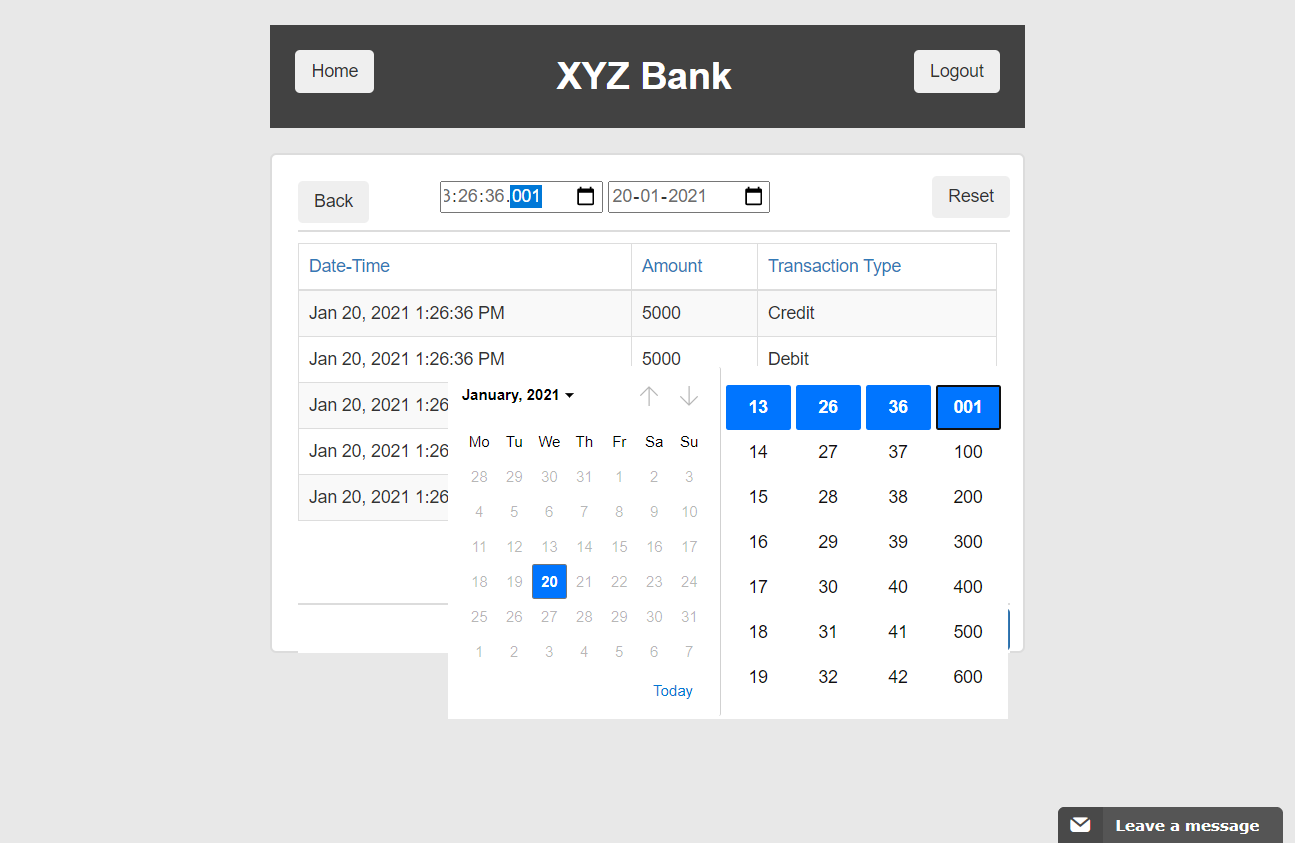 Home XYZ Bank Logout
Back 3:26:36.001 20-01-2021 Reset
Date-Time Amount Transaction Type
Jan 20, 2021 1:26:36 PM 5000 Credit
Jan 20, 2021 1:26:36 PM 5000 Debit
Jan 20, 2021 1:26
Jan 20, 2021 1:26
Jan 20, 2021 1:26
January, 2021
Mo Tu We Th Fr Sa Su
28 29 30 31 1 2 3
4 5 6 7 8 9 10
11 12 13 14 15 16 17
18 19 20 21 22 23 24
25 26 27 28 29 30 31
1 2 3 4 5 6 7
Today
13 26 36 001
14 27 37 100
15 28 38 200
16 29 39 300
17 30 40 400
18 31 41 500
19 32 42 600
Leave a message